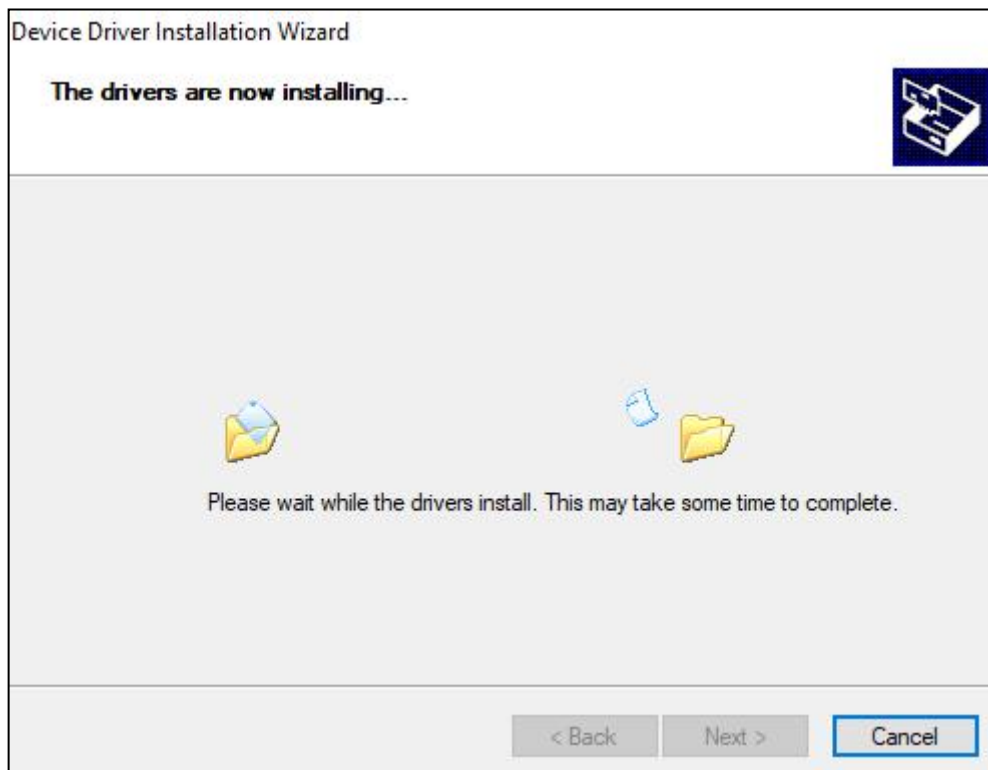 Device Driver Installation Wizard
The drivers are now installing...
Please wait while the drivers install. This may take some time to complete.
< Back
Next >
Cancel